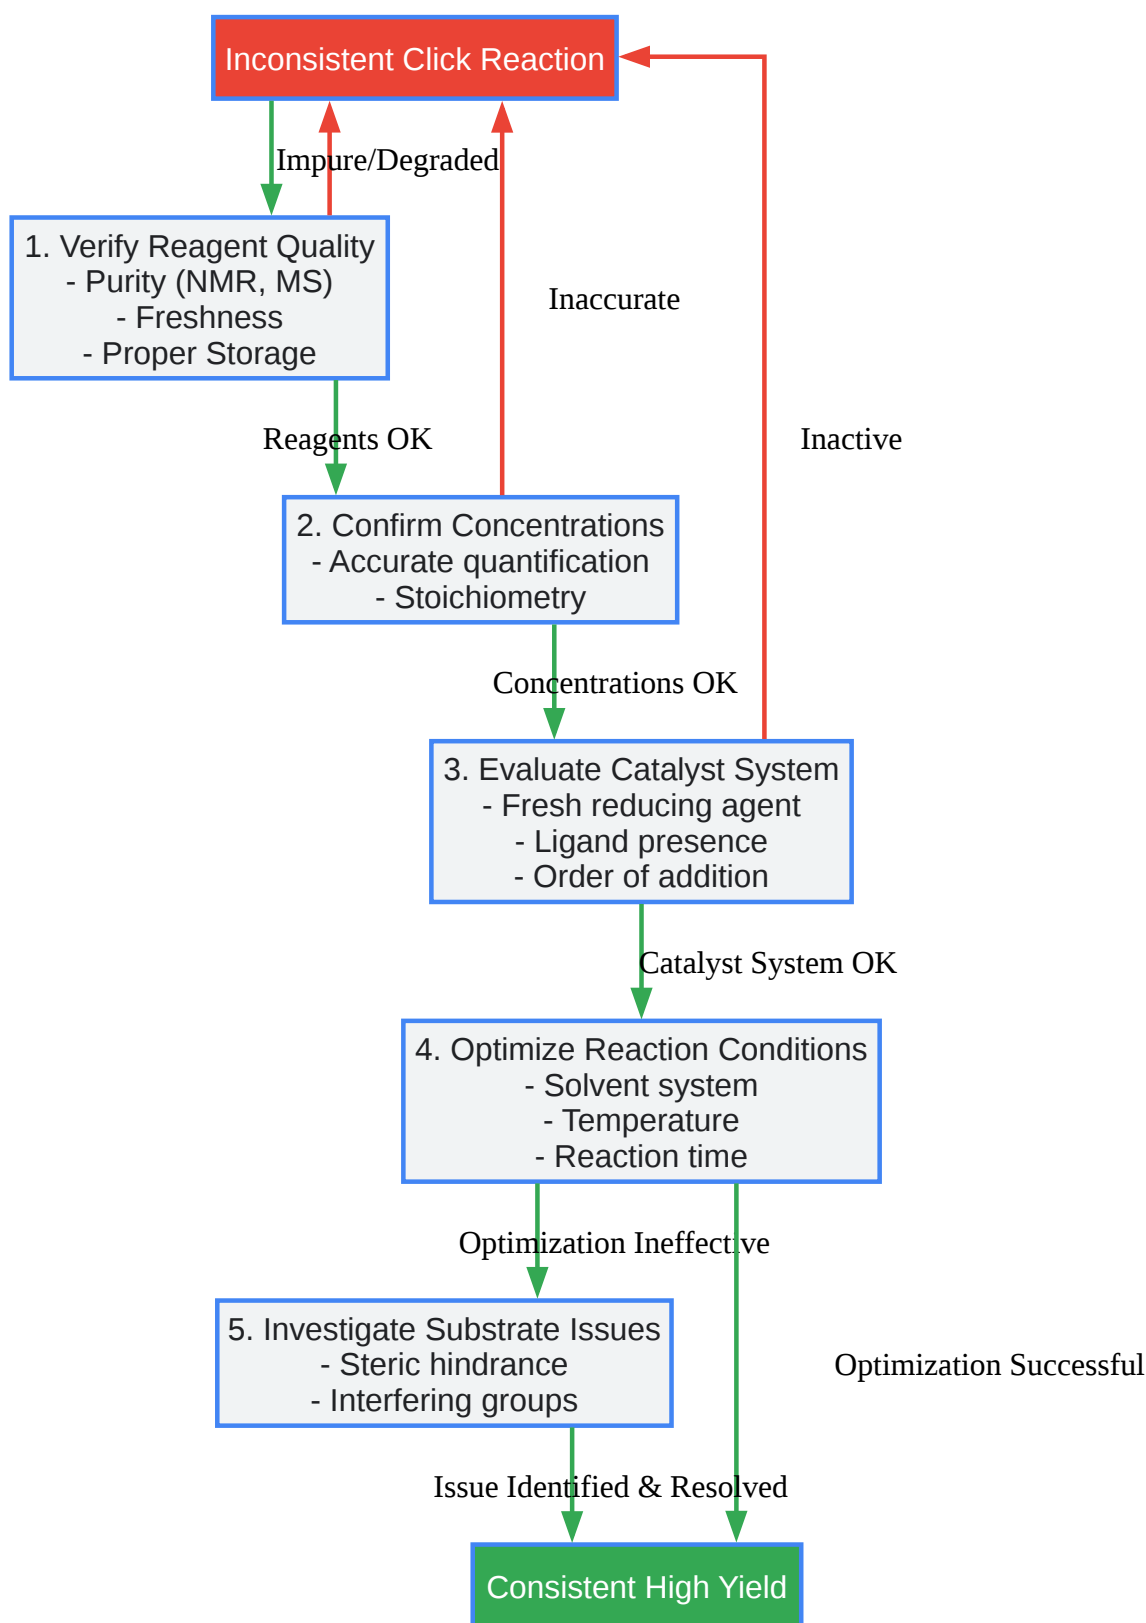 Inconsistent Click Reaction
Impure/Degraded
1. Verify Reagent Quality
- Purity (NMR, MS)
- Freshness
- Proper Storage
Inaccurate
Reagents OK
Inactive
2. Confirm Concentrations
- Accurate quantification
- Stoichiometry
Concentrations OK
3. Evaluate Catalyst System
- Fresh reducing agent
- Ligand presence
- Order of addition
Catalyst System OK
4. Optimize Reaction Conditions
- Solvent system
- Temperature
- Reaction time
Optimization Ineffective
5. Investigate Substrate Issues
- Steric hindrance
- Interfering groups
Optimization Successful
Issue Identified & Resolved
Consistent High Yield